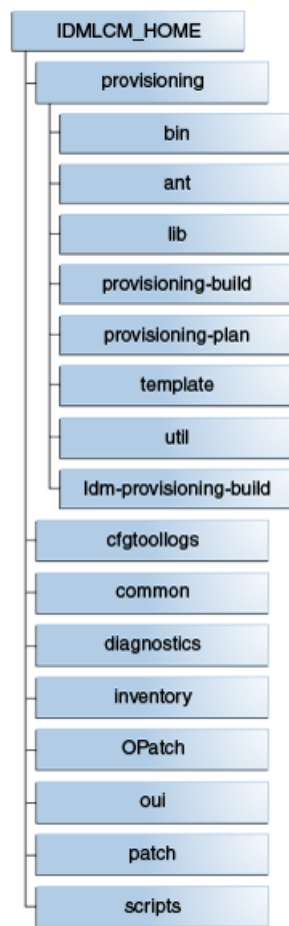 IDMLCM_HOME
provisioning
bin
ant
lib
provisioning-build
provisioning-plan
template
util
Idm-provisioning-build
cfgtoollogs
common
diagnostics
inventory
OPatch
oui
patch
scripts